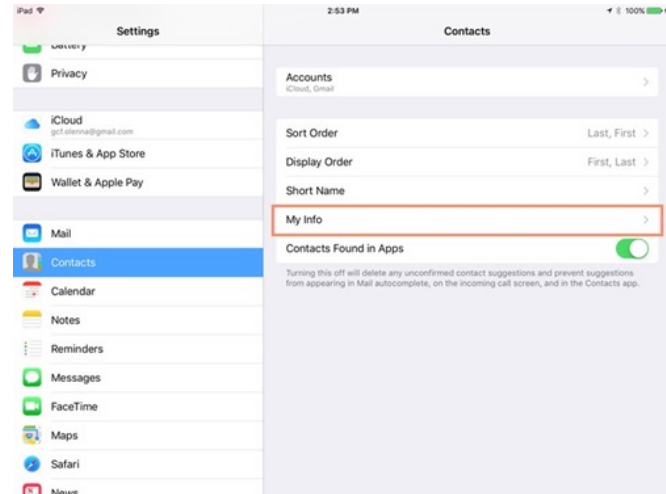 iPad
2:53 PM
100%
Settings
Contacts
Battery
Privacy
iCloud
gcf.olenna@gmail.com
iTunes & App Store
Wallet & Apple Pay
Mail
Contacts
Calendar
Notes
Reminders
Messages
FaceTime
Maps
Safari
News
Accounts
iCloud, Gmail
Sort Order
Last, First
Display Order
First, Last
Short Name
My Info
Contacts Found in Apps
Turning this off will delete any unconfirmed contact suggestions and prevent suggestions
from appearing in Mail autocomplete, on the incoming call screen, and in the Contacts app.